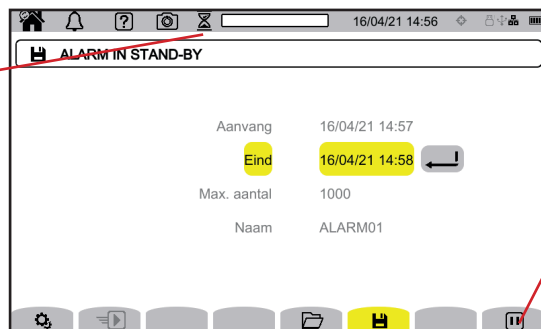 16/04/21 14:56
ALARM IN STAND-BY
Aanvang 16/04/21 14:57
Eind 16/04/21 14:58
Max. aantal 1000
Naam ALARM01